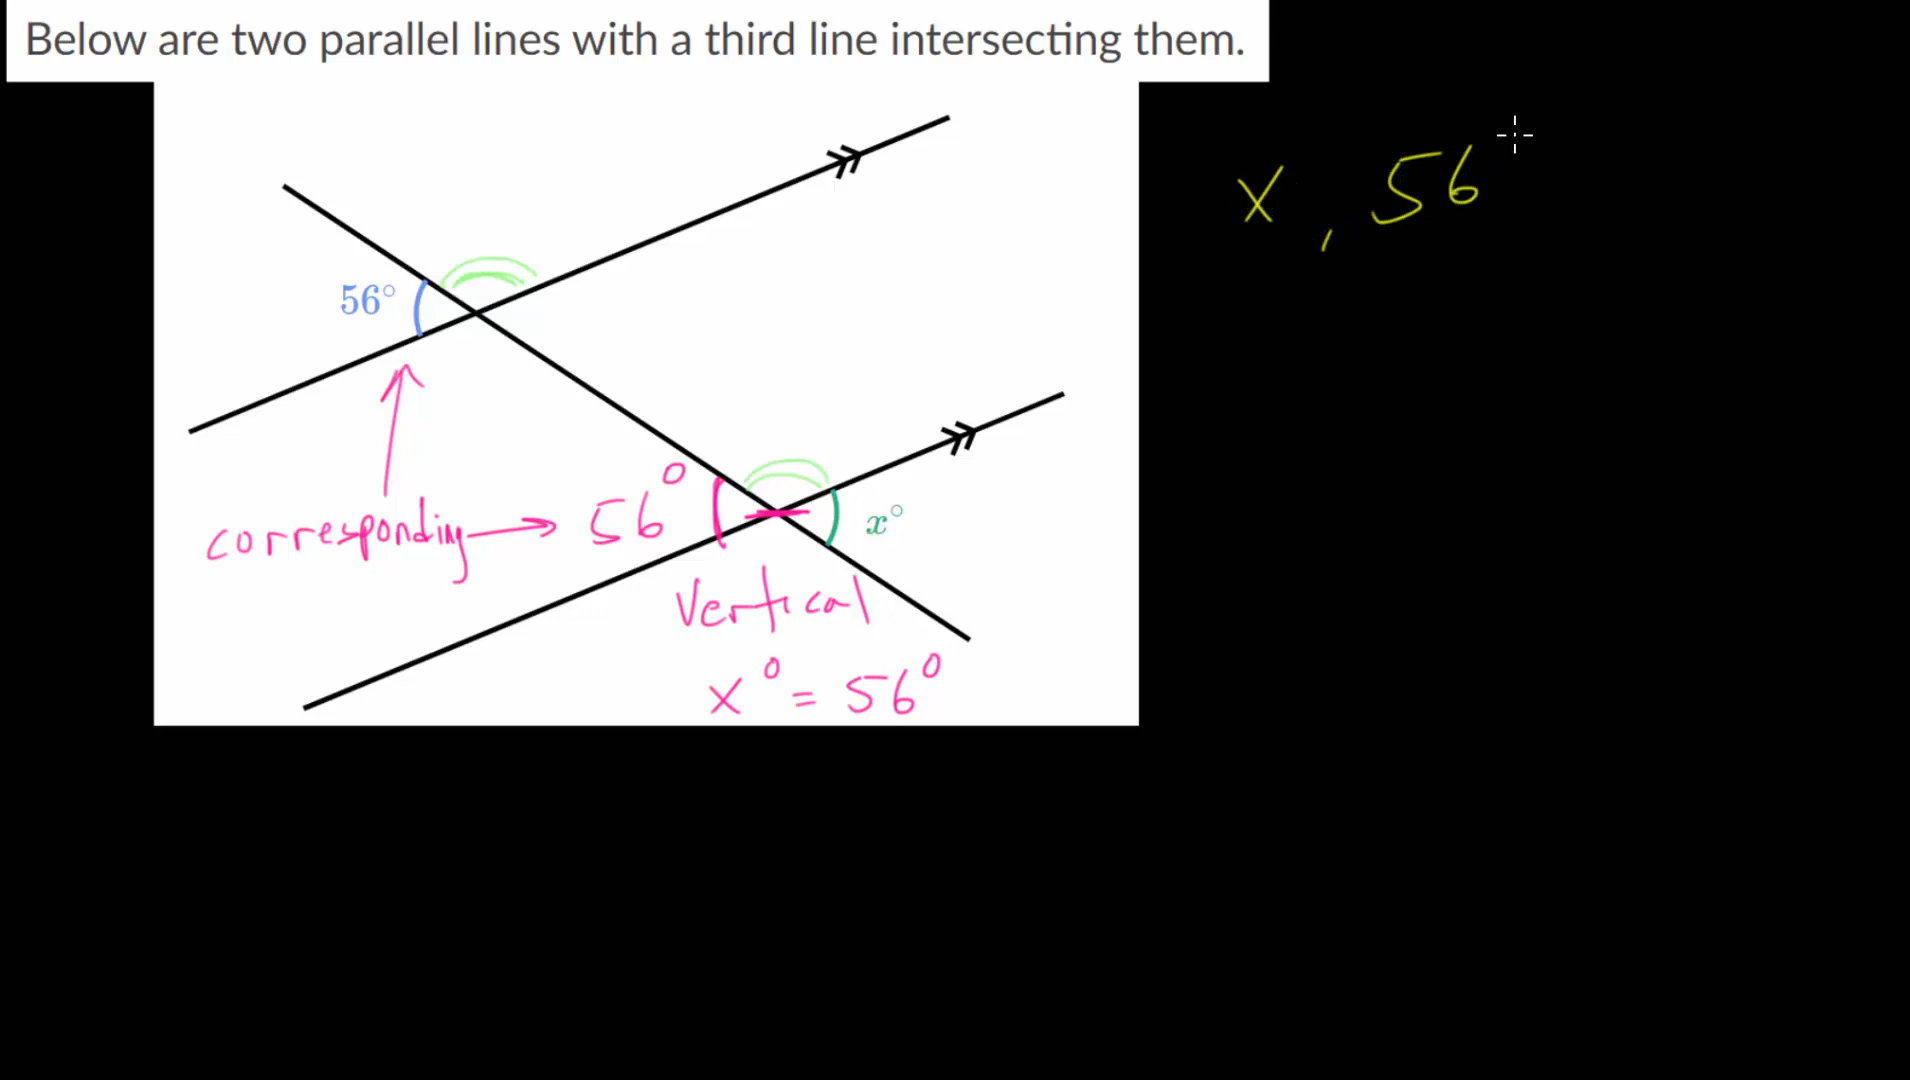 Below are two parallel lines with a third line intersecting them.
x, 56
56°
corresponding → 56°
x°
vertical
x° = 56°